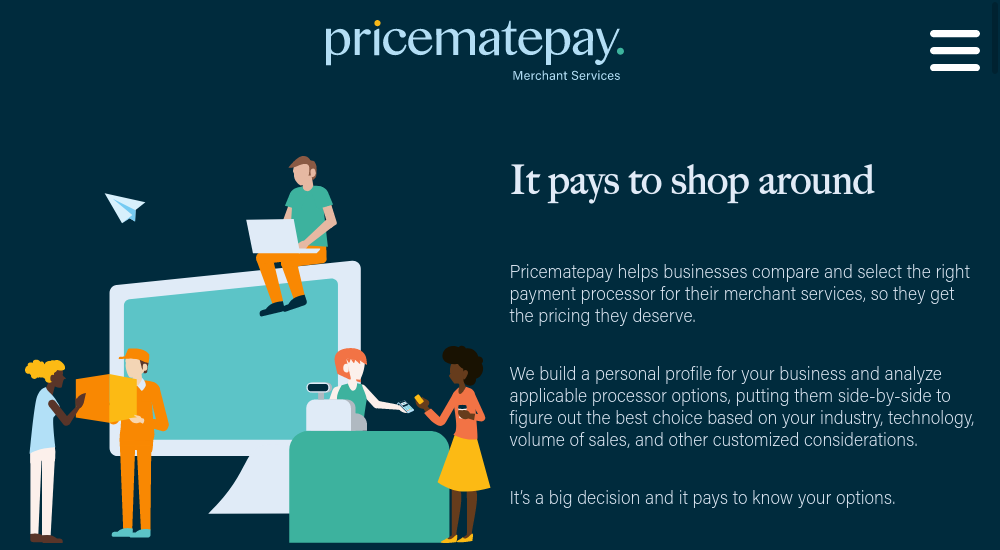 pricematepay.
Merchant Services
It pays to shop around
Pricematepay helps businesses compare and select the right
payment processor for their merchant services, so they get
the pricing they deserve.
We build a personal profile for your business and analyze
applicable processor options, putting them side-by-side to
figure out the best choice based on your industry, technology,
volume of sales, and other customized considerations.
It's a big decision and it pays to know your options.